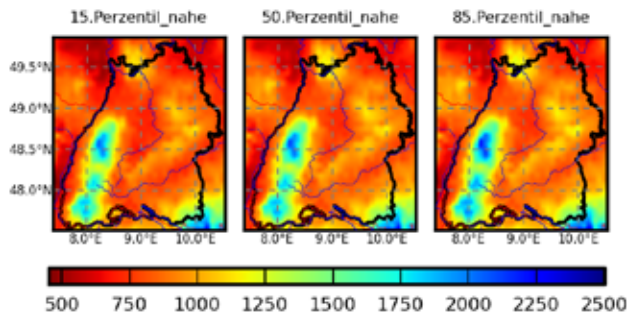 15.Perzentil_nahe 50.Perzentil_nahe 85.Perzentil_nahe
49.5°N
49.0°N
48.5°N
48.0°N
8.0°E 9.0°E 10.0°E 8.0°E 9.0°E 10.0°E 8.0°E 9.0°E 10.0°E
500 750 1000 1250 1500 1750 2000 2250 2500